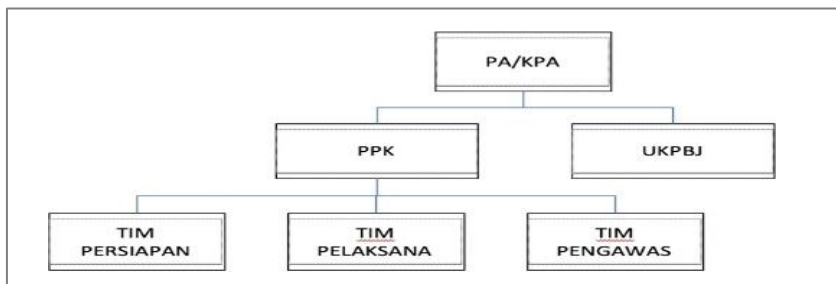 PA/KPA
PPK
UKPBJ
TIM
PERSIAPAN
TIM
PELAKSANA
TIM
PENGAWAS